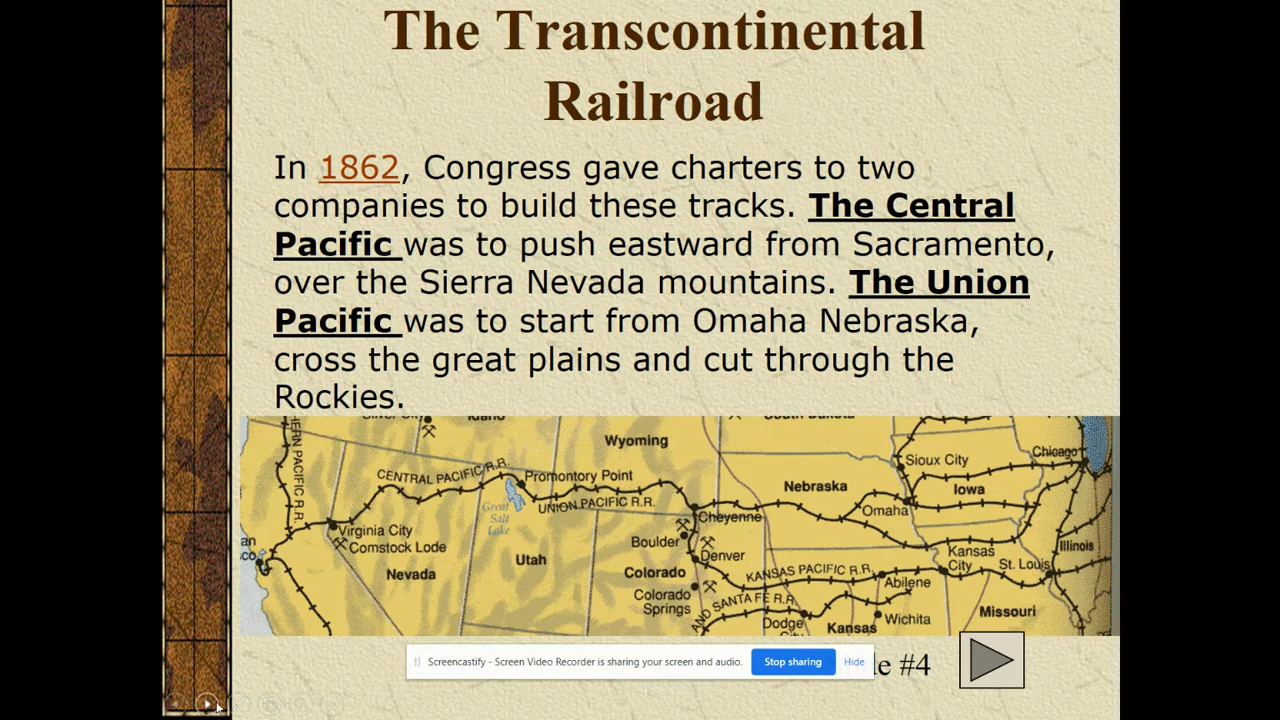 The Transcontinental
Railroad
In 1862, Congress gave charters to two
companies to build these tracks. The Central
Pacific was to push eastward from Sacramento,
over the Sierra Nevada mountains. The Union
Pacific was to start from Omaha Nebraska,
cross the great plains and cut through the
Rockies.
Idaho
South Dakota
Wyoming
Chicago
Sioux City
CENTRAL PACIFIC R.R.
Promontory Point
Nebraska
Iowa
UNION PACIFIC R.R.
Great
Salt
Lake
Omaha
Cheyenne
Virginia City
Comstock Lode
Boulder
Denver
Illinois
Kansas
City
St. Louis
Utah
Nevada
Colorado
KANSAS PACIFIC R.R.
Abilene
Colorado
Springs
AND SANTA FE R.R.
Missouri
Dodge
City
Kansas
Wichita
Screencastify - Screen Video Recorder is sharing your screen and audio.
Stop sharing
Hide
#4